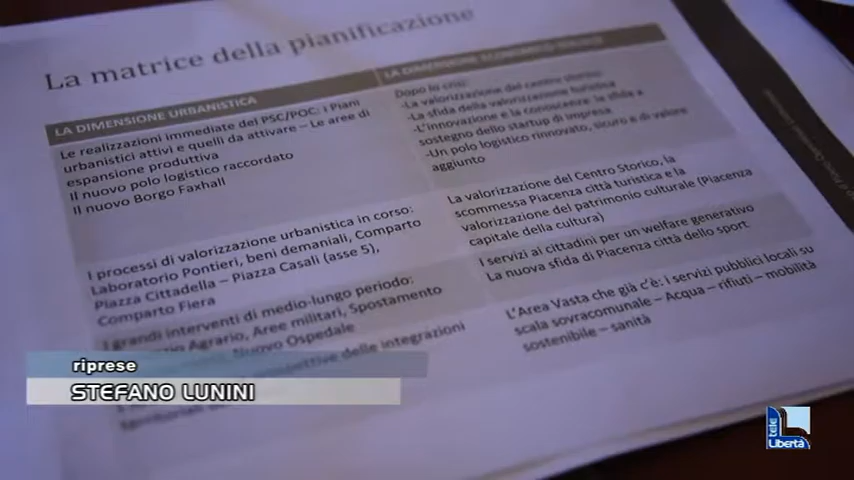 La matrice della pianificazione
LA DIMENSIONE URBANISTICA
Le realizzazioni immediate del PSC/POC: i Piani
urbanistici attivi e quelli da attivare – Le aree di
espansione produttiva
Il nuovo polo logistico raccordato
Il nuovo Borgo Faxhall
LA DIMENSIONE ECONOMICO
Dopo la crisi:
-La valorizzazione del centro storico:
-La sfida della valorizzazione turistica
-L'innovazione e la conoscenza: la sfida a
sostegno dello startup di impresa
-Un polo logistico rinnovato, sicuro e di valore
aggiunto
I processi di valorizzazione urbanistica in corso:
Laboratorio Pontieri, beni demaniali, Comparto
Piazza Cittadella – Piazza Casali (asse 5),
Comparto Fiera
La valorizzazione del Centro Storico, la
scommessa Piacenza città turistica e la
valorizzazione del patrimonio culturale (Piacenza
capitale della cultura)
I grandi interventi di medio-lungo periodo:
Agrario, Aree militari, Spostamento
Nuovo Ospedale
I servizi ai cittadini per un welfare generativo
La nuova sfida di Piacenza città dello sport
delle integrazioni
L'Area Vasta che già c'è: i servizi pubblici locali su
scala sovracomunale – Acqua – rifiuti – mobilità
sostenibile – sanità
riprese
STEFANO LUNINI
tele
Libertà